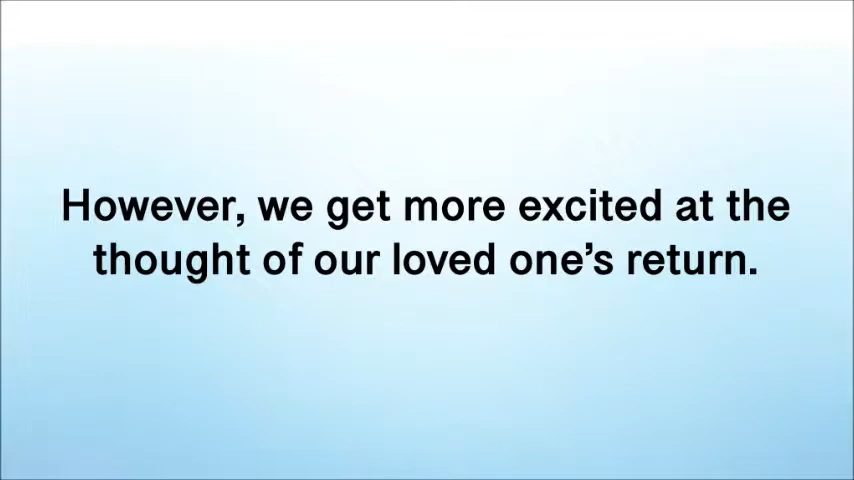 However, we get more excited at the
thought of our loved one’s return.